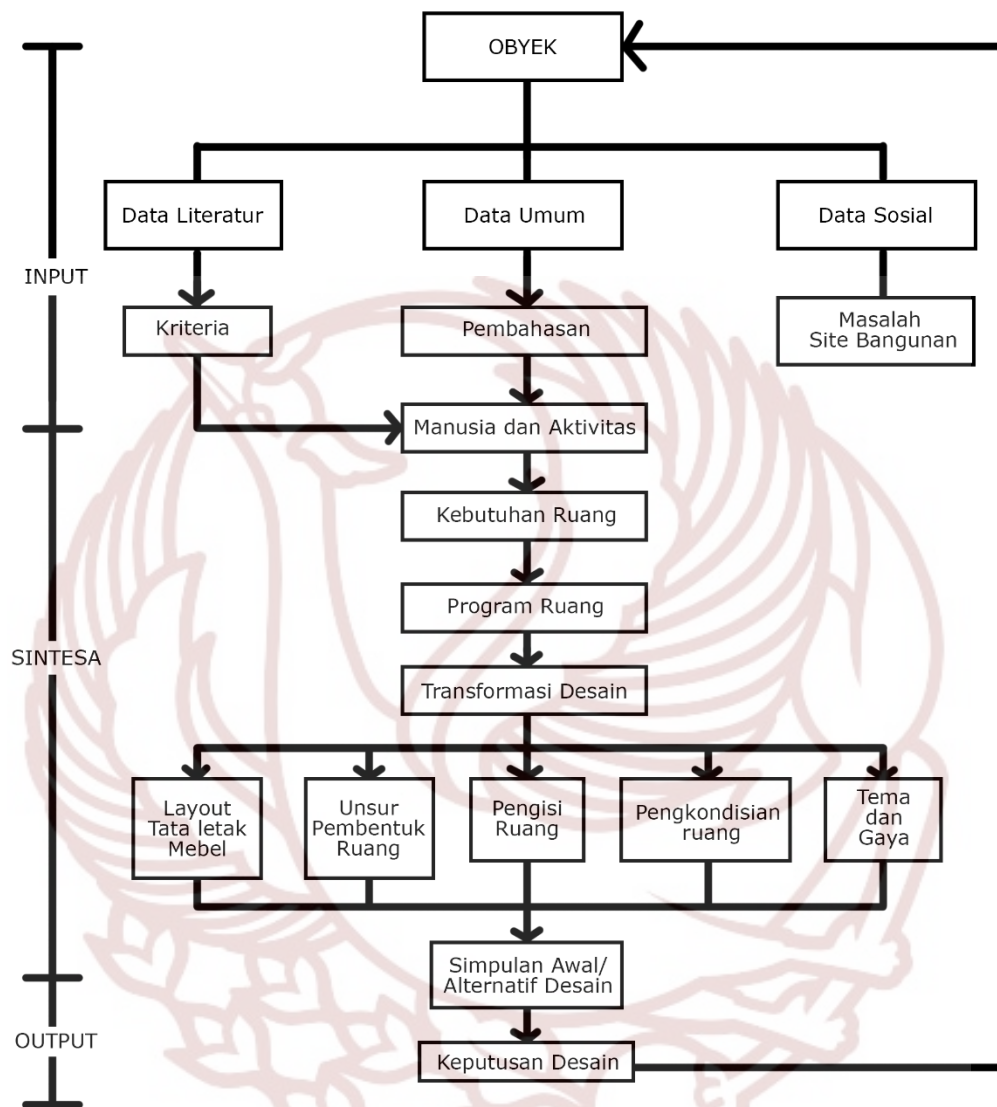 OBYEK
Data Literatur
Data Umum
Data Sosial
INPUT
Kriteria
Pembahasan
Masalah
Site Bangunan
Manusia dan Aktivitas
Kebutuhan Ruang
Program Ruang
SINTESA
Transformasi Desain
Layout
Tata letak
Mebel
Unsur
Pembentuk
Ruang
Pengisi
Ruang
Pengkondisian
ruang
Tema
dan
Gaya
Simpulan Awal/
Alternatif Desain
OUTPUT
Keputusan Desain